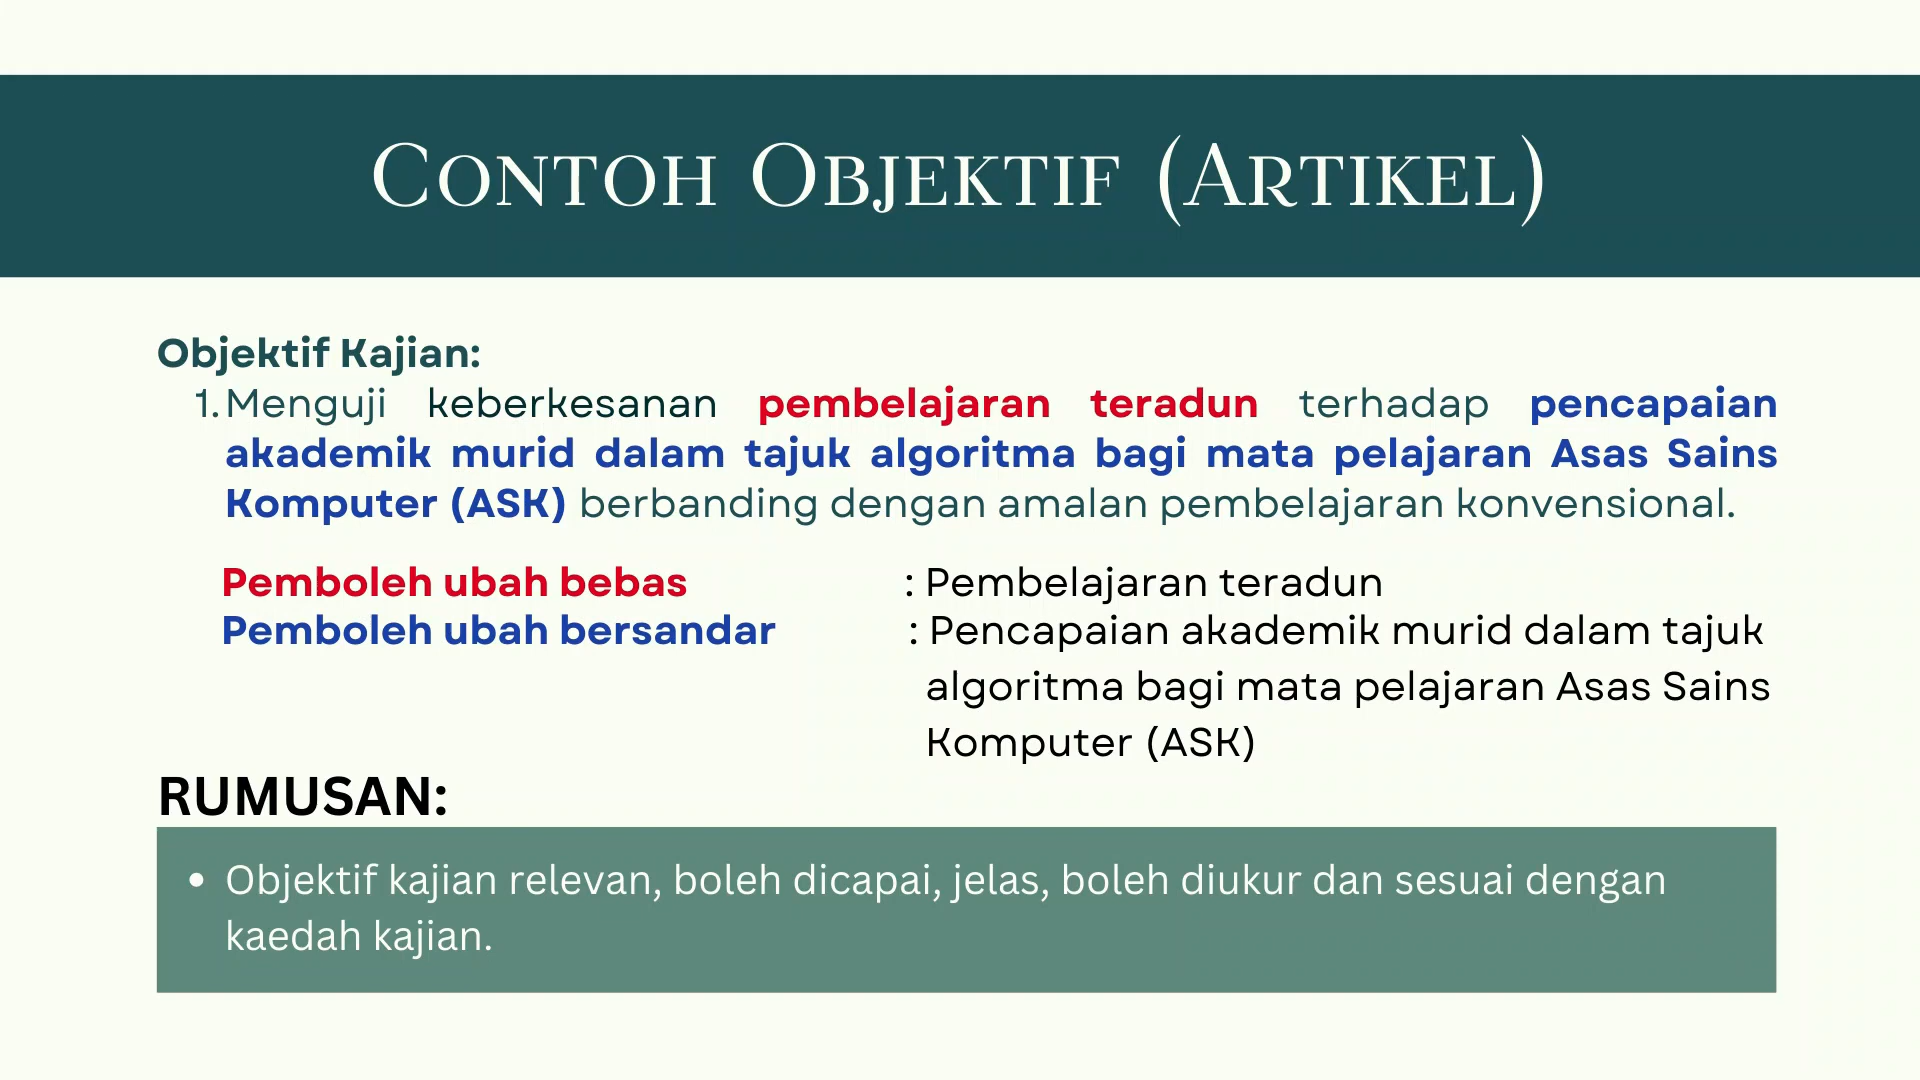 Contoh Objektif (Artikel)
Objektif Kajian:
1. Menguji keberkesanan pembelajaran teradun terhadap pencapaian
akademik murid dalam tajuk algoritma bagi mata pelajaran Asas Sains
Komputer (ASK) berbanding dengan amalan pembelajaran konvensional.
Pemboleh ubah bebas : Pembelajaran teradun
Pemboleh ubah bersandar : Pencapaian akademik murid dalam tajuk
algoritma bagi mata pelajaran Asas Sains
Komputer (ASK)
RUMUSAN:
• Objektif kajian relevan, boleh dicapai, jelas, boleh diukur dan sesuai dengan
kaedah kajian.